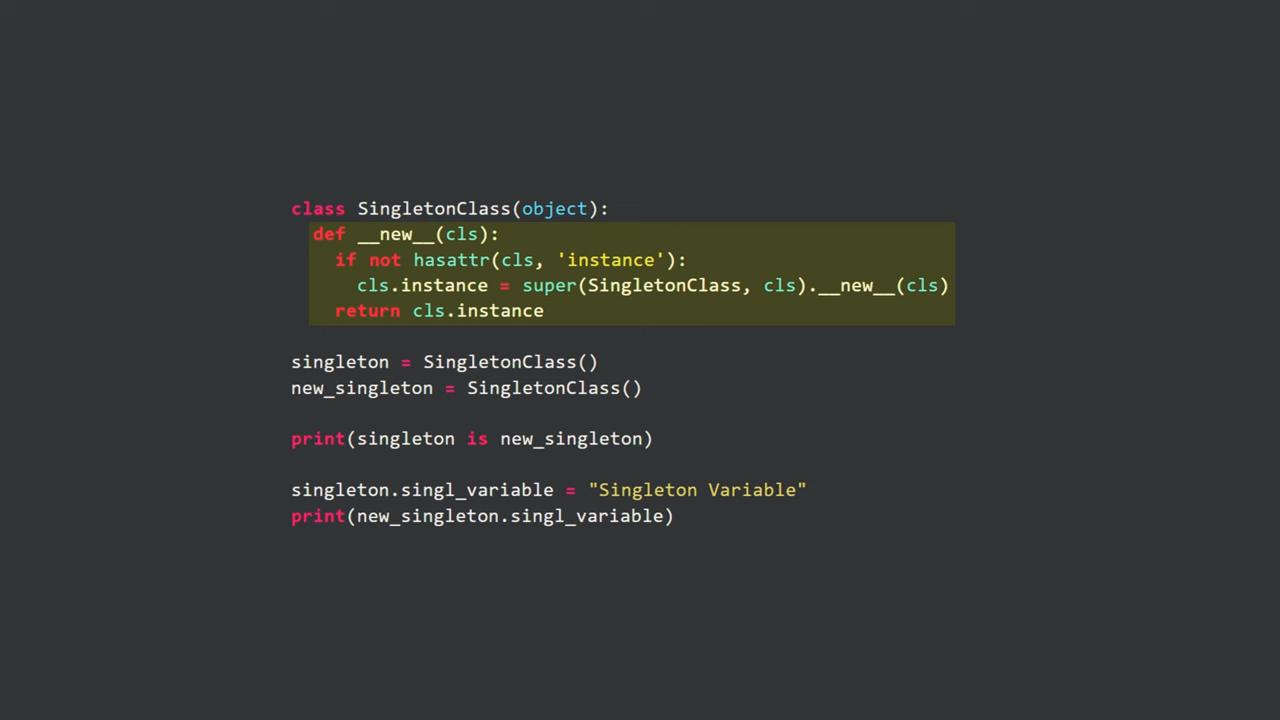 class SingletonClass(object):
  def __new__(cls):
    if not hasattr(cls, 'instance'):
      cls.instance = super(SingletonClass, cls).__new__(cls)
    return cls.instance

singleton = SingletonClass()
new_singleton = SingletonClass()

print(singleton is new_singleton)

singleton.singl_variable = "Singleton Variable"
print(new_singleton.singl_variable)